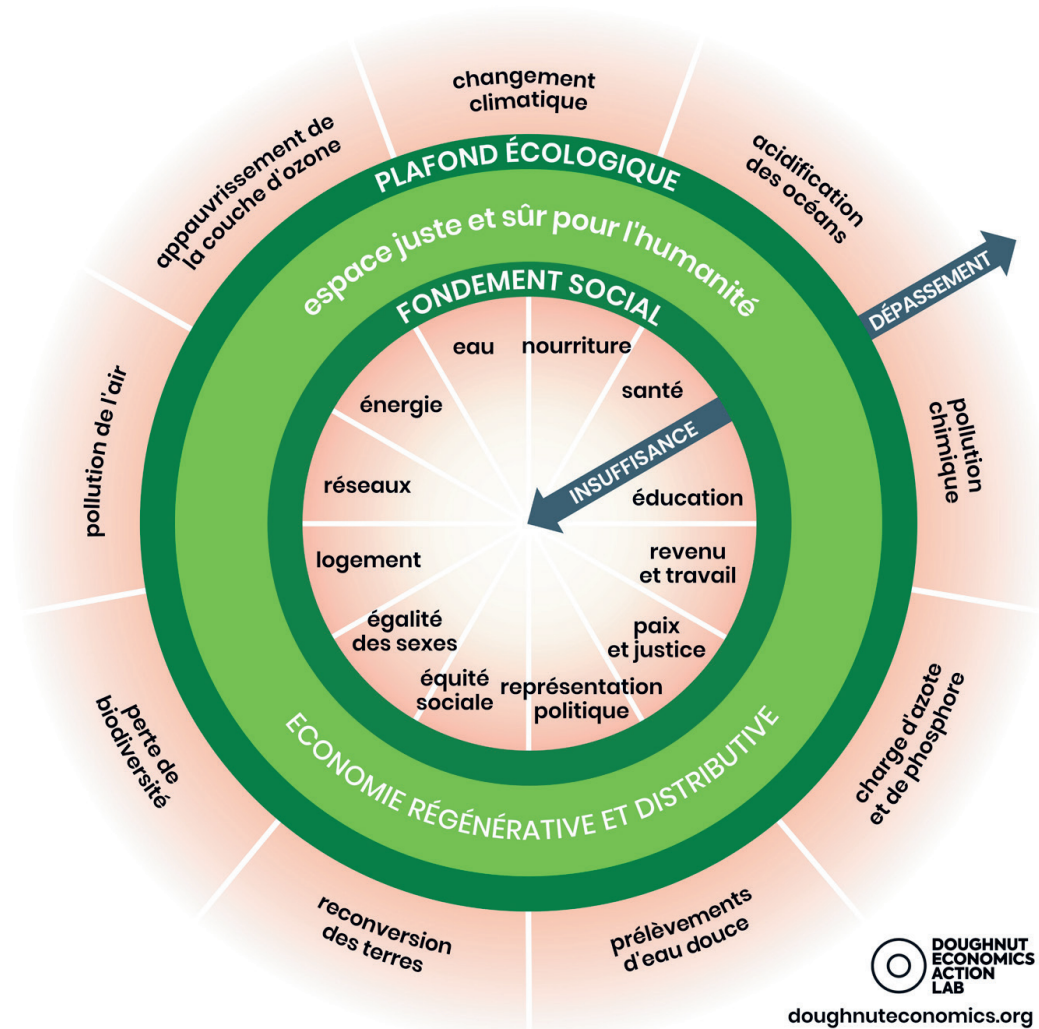 changement
climatique
acidification
des océans
pollution
chimique
charge d'azote
et de phosphore
prélèvements
d'eau douce
reconversion
des terres
perte de
biodiversité
pollution de l'air
appauvrissement de
la couche d'ozone
PLAFOND ÉCOLOGIQUE
espace juste et sûr pour l'humanité
FONDEMENT SOCIAL
DÉPASSEMENT
INSUFFISANCE
eau
nourriture
santé
éducation
revenu
et travail
paix
et justice
représentation
politique
équité
sociale
égalité
des sexes
logement
réseaux
énergie
ECONOMIE RÉGÉNÉRATIVE ET DISTRIBUTIVE
DOUGHNUT
ECONOMICS
ACTION
LAB
doughnuteconomics.org